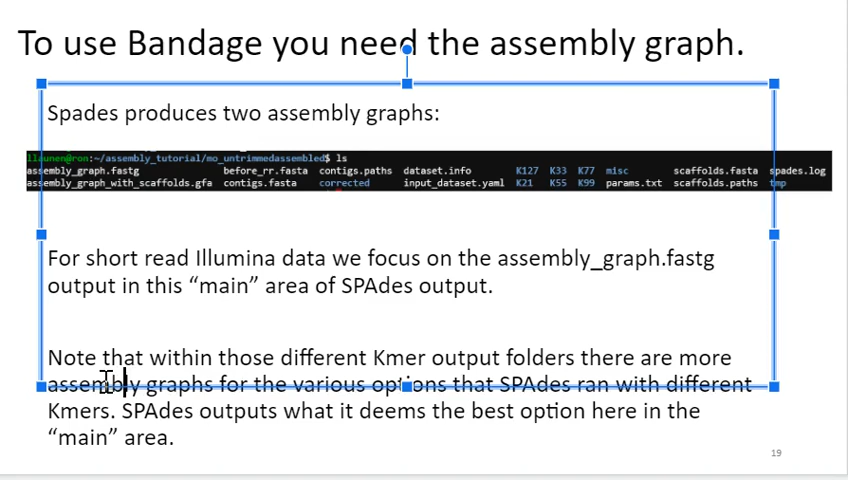 To use Bandage you need the assembly graph.
Spades produces two assembly graphs:
llaunen@ron:~/assembly_tutorial/mo_untrimmedassembled$ ls
assembly_graph.fastg before_rr.fasta contigs.paths dataset.info K127 K33 K77 misc scaffolds.fasta spades.log
assembly_graph_with_scaffolds.gfa contigs.fasta corrected input_dataset.yaml K21 K55 K99 params.txt scaffolds.paths tmp
For short read Illumina data we focus on the assembly_graph.fastg
output in this “main” area of SPAdes output.
Note that within those different Kmer output folders there are more
assembly graphs for the various options that SPAdes ran with different
Kmers. SPAdes outputs what it deems the best option here in the
“main” area.
19